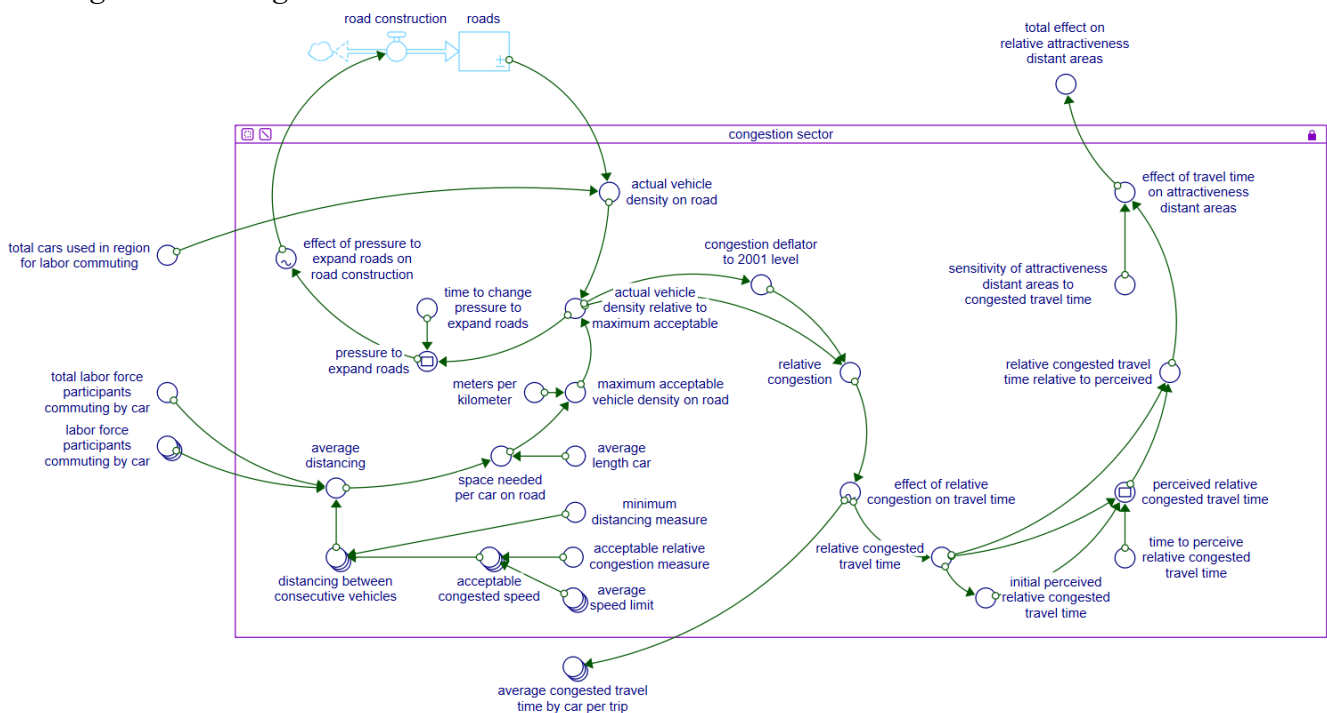 road construction
roads
total effect on
relative attractiveness
distant areas
congestion sector
actual vehicle
density on road
effect of travel time
on attractiveness
distant areas
total cars used in region
for labor commuting
effect of pressure to
expand roads on
road construction
congestion deflator
to 2001 level
sensitivity of attractiveness
distant areas to
congested travel time
time to change
pressure to
expand roads
actual vehicle
density relative to
maximum acceptable
pressure to
expand roads
relative
congestion
relative congested travel
time relative to perceived
total labor force
participants
commuting by car
meters per
kilometer
maximum acceptable
vehicle density on road
labor force
participants
commuting by car
average
distancing
space needed
per car on road
average
length car
effect of relative
congestion on travel time
perceived relative
congested travel time
minimum
distancing measure
distancing between
consecutive vehicles
acceptable
congested speed
acceptable relative
congestion measure
average
speed limit
relative congested
travel time
time to perceive
relative congested
travel time
initial perceived
relative congested
travel time
average congested travel
time by car per trip